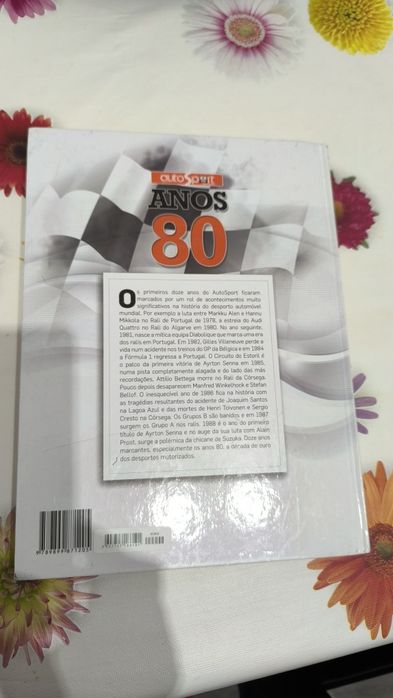 autoSport
ANOS
80
Os primeiros doze anos do AutoSport ficaram
marcados por um rol de acontecimentos muito
significativos na história do desporto automóvel
mundial. Por exemplo a luta entre Markku Alen e Hannu
Mikkola no Rali de Portugal de 1978, a estreia do Audi
Quattro no Rali do Algarve em 1980. No ano seguinte,
1981, nasce a mítica equipa Diabolique que marca uma era
dos ralis em Portugal. Em 1982, Gilles Villeneuve perde a
vida num acidente nos treinos do GP da Bélgica e em 1984
a Fórmula 1 regressa a Portugal. O Circuito do Estoril é
o palco da primeira vitória de Ayrton Senna em 1985,
numa pista completamente alagada e do lado das más
recordações, Attilio Bettega morre no Rali da Córsega.
Pouco depois desaparecem Manfred Winkelhock e Stefan
Bellof. O inesquecível ano de 1986 fica na história com
as tragédias resultantes do acidente de Joaquim Santos
na Lagoa Azul e das mortes de Henri Toivonen e Sergio
Cresto na Córsega. Os Grupos B são banidos e em 1987
surgem os Grupo A nos ralis. 1988 é o ano do primeiro
título de Ayrton Senna e no auge da sua luta com Alain
Prost, surge a polémica da chicane de Suzuka. Doze anos
marcantes, especialmente os anos 80, a década de ouro
dos desportos motorizados.